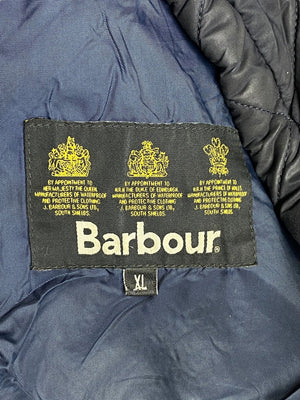 BY APPOINTMENT TO
HER MAJESTY THE QUEEN
MANUFACTURERS OF WATERPROOF
AND PROTECTIVE CLOTHING
J. BARBOUR & SONS LTD.,
SOUTH SHIELDS.
BY APPOINTMENT TO
H.R.H THE DUKE OF EDINBURGH
MANUFACTURERS OF WATERPROOF
AND PROTECTIVE CLOTHING
J. BARBOUR & SONS LTD.,
SOUTH SHIELDS.
BY APPOINTMENT TO
H.R.H THE PRINCE OF WALES
MANUFACTURERS OF WATERPROOF
AND PROTECTIVE CLOTHING
J. BARBOUR & SONS LTD.,
SOUTH SHIELDS.
Barbour®
XL